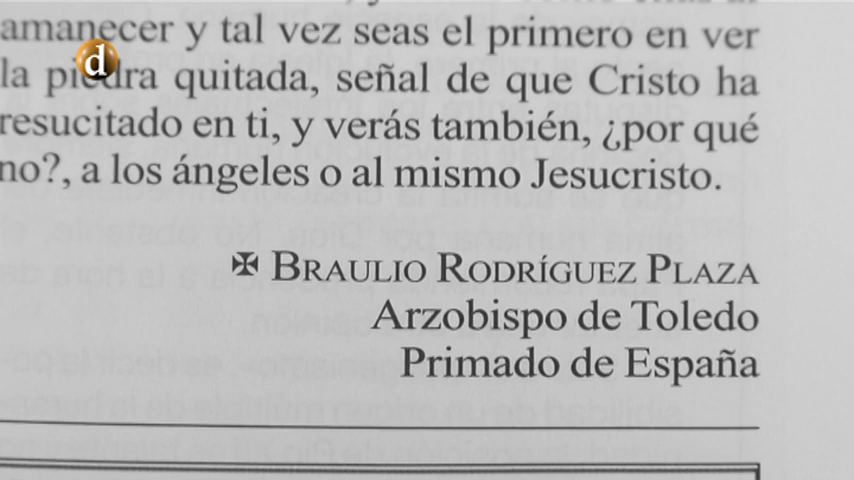 amanecer y tal vez seas el primero en ver
la piedra quitada, señal de que Cristo ha
resucitado en ti, y verás también, ¿por qué
no?, a los ángeles o al mismo Jesucristo.
✠ BRAULIO RODRÍGUEZ PLAZA
Arzobispo de Toledo
Primado de España
d